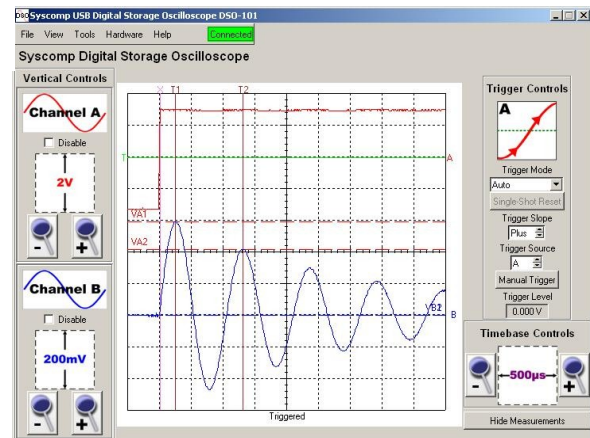 DSO Syscomp USB Digital Storage Oscilloscope DSO-101
File View Tools Hardware Help Connected
Syscomp Digital Storage Oscilloscope
Vertical Controls
Channel A
Disable
2V
- +
Channel B
Disable
200mV
- +
X T1 T2
T A
VA1
VA2
VB2 B
Triggered
Trigger Controls
A
Trigger Mode
Auto
Single-Shot Reset
Trigger Slope
Plus
Trigger Source
A
Manual Trigger
Trigger Level
0.000 V
Timebase Controls
- 500µs +
Hide Measurements